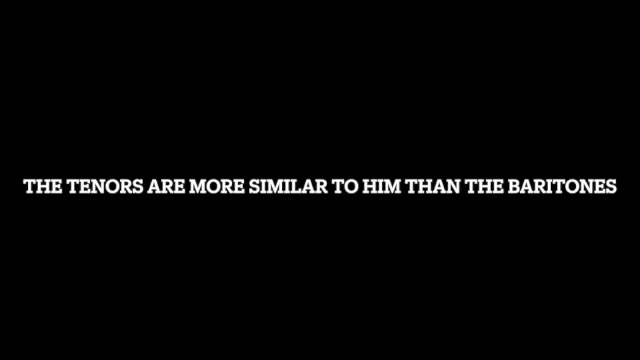 THE TENORS ARE MORE SIMILAR TO HIM THAN THE BARITONES